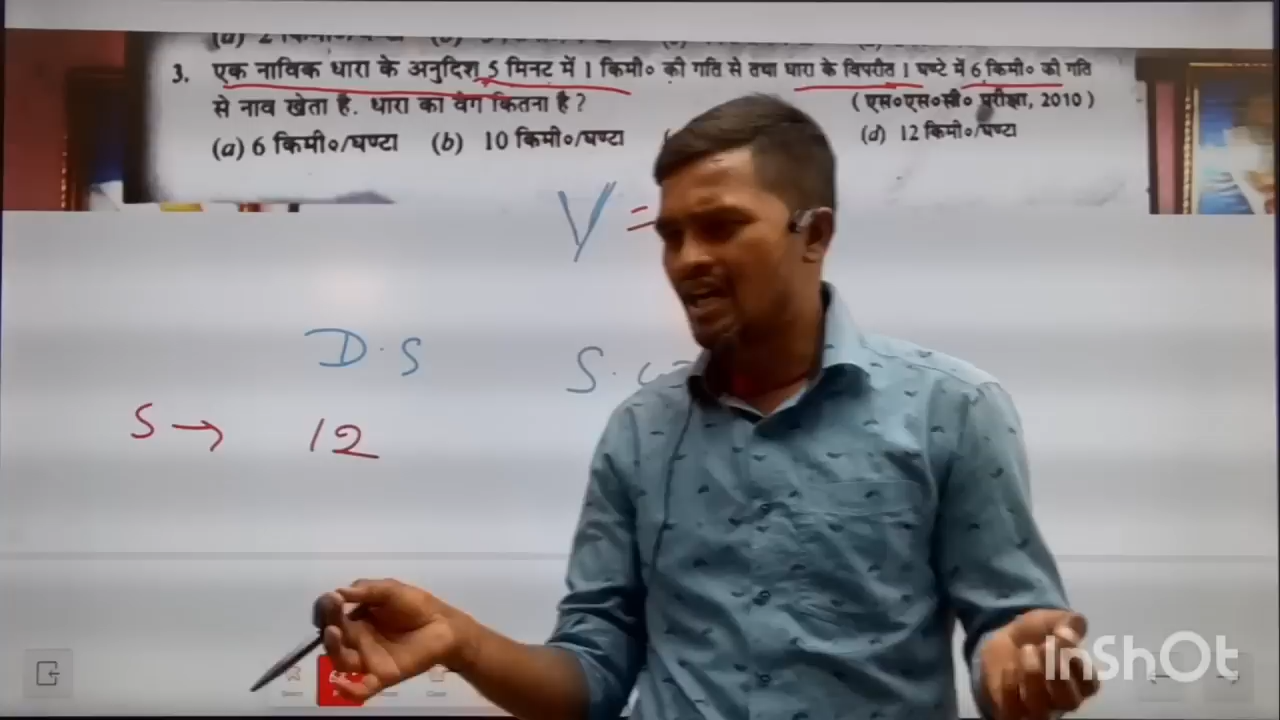 3. एक नाविक धारा के अनुदिश 5 मिनट में 1 किमी० की गति से तथा धारा के विपरीत 1 घण्टे में 6 किमी० की गति
से नाव खेता है. धारा का वेग कितना है ? ( एस०एस०सी० परीक्षा, 2010 )
(a) 6 किमी०/घण्टा (b) 10 किमी०/घण्टा (d) 12 किमी०/घण्टा
V =
D.S
S → 12
InShOt